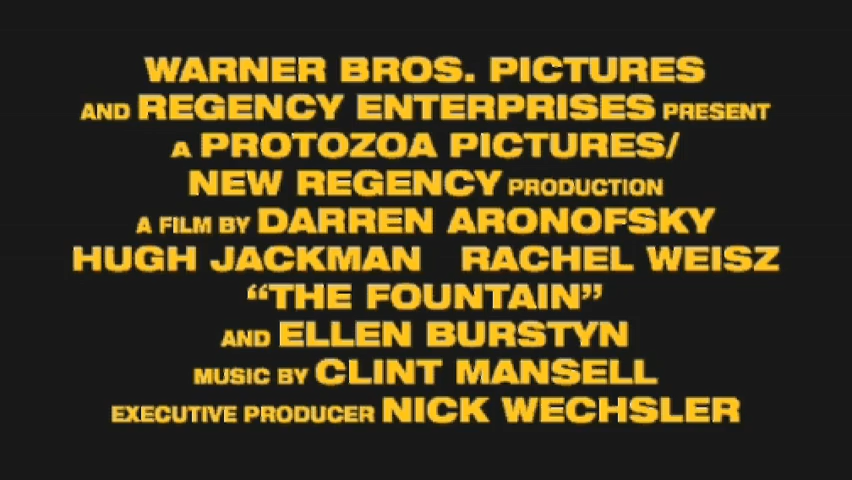 WARNER BROS. PICTURES
AND REGENCY ENTERPRISES PRESENT
A PROTOZOA PICTURES/
NEW REGENCY PRODUCTION
A FILM BY DARREN ARONOFSKY
HUGH JACKMAN RACHEL WEISZ
“THE FOUNTAIN”
AND ELLEN BURSTYN
MUSIC BY CLINT MANSELL
EXECUTIVE PRODUCER NICK WECHSLER